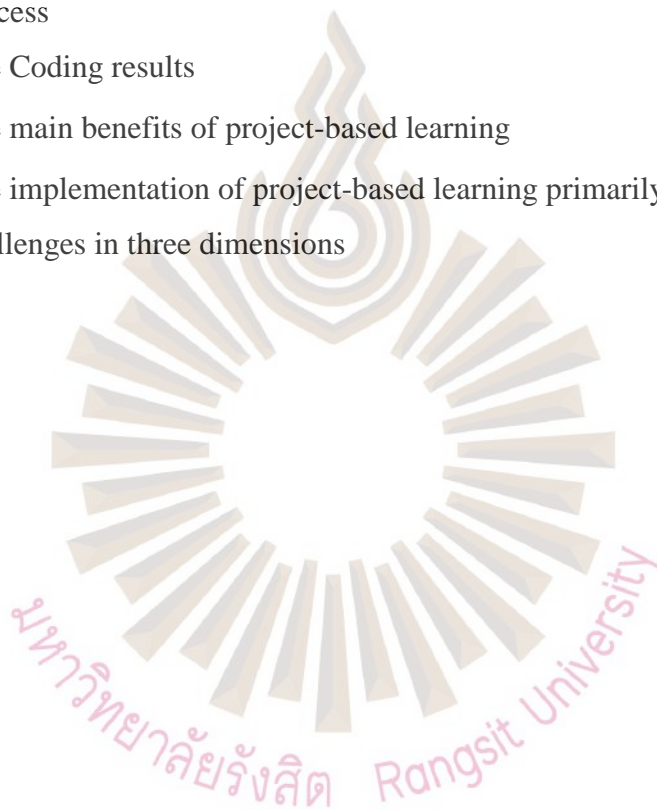 cess
e Coding results
e main benefits of project-based learning
e implementation of project-based learning primarily
allenges in three dimensions
มหาวิทยาลัยรังสิต Rangsit University